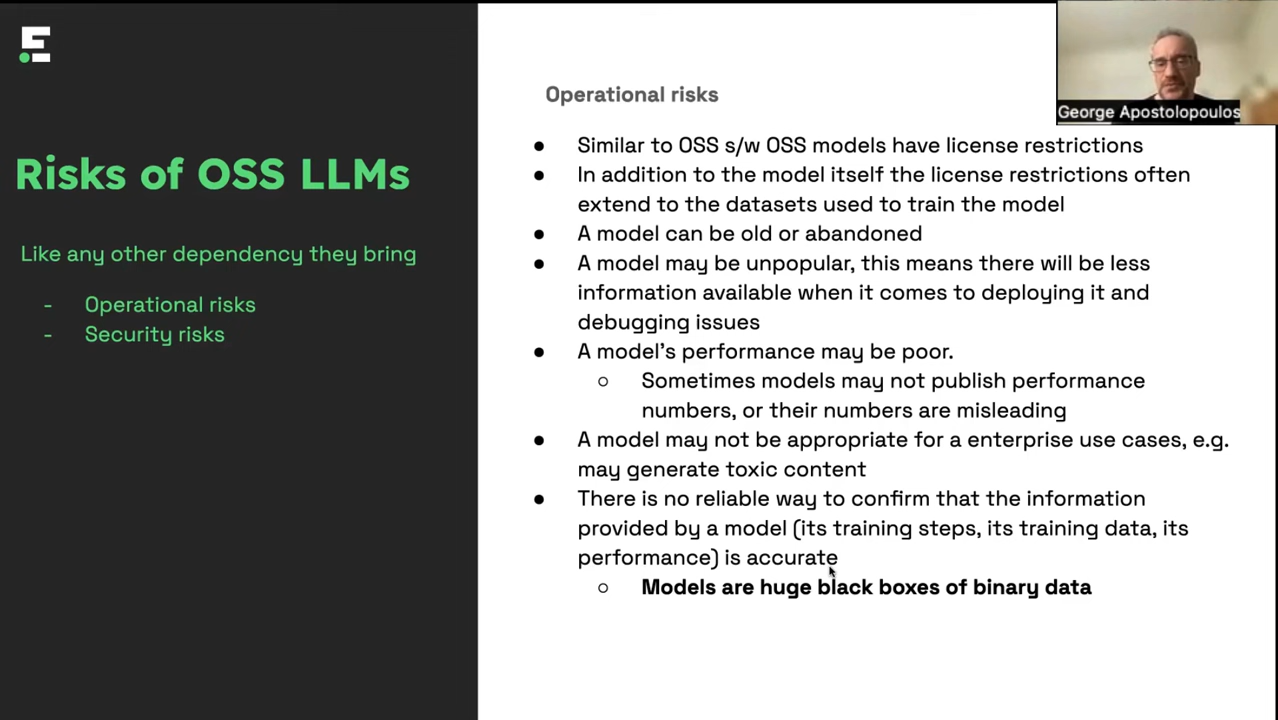 Risks of OSS LLMs
Like any other dependency they bring
- Operational risks
- Security risks
Operational risks
● Similar to OSS s/w OSS models have license restrictions
● In addition to the model itself the license restrictions often
extend to the datasets used to train the model
● A model can be old or abandoned
● A model may be unpopular, this means there will be less
information available when it comes to deploying it and
debugging issues
● A model's performance may be poor.
○ Sometimes models may not publish performance
numbers, or their numbers are misleading
● A model may not be appropriate for a enterprise use cases, e.g.
may generate toxic content
● There is no reliable way to confirm that the information
provided by a model (its training steps, its training data, its
performance) is accurate
○ Models are huge black boxes of binary data
George Apostolopoulos